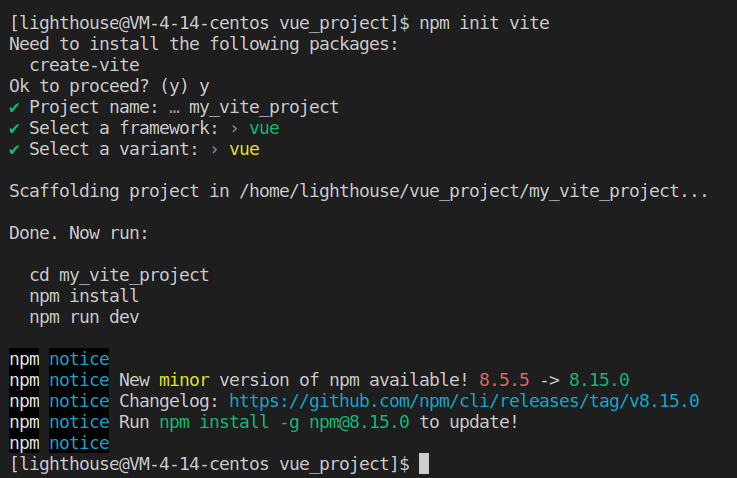 [lighthouse@VM-4-14-centos vue_project]$ npm init vite
Need to install the following packages:
  create-vite
Ok to proceed? (y) y
✔ Project name: … my_vite_project
✔ Select a framework: › vue
✔ Select a variant: › vue
Scaffolding project in /home/lighthouse/vue_project/my_vite_project...
Done. Now run:
  cd my_vite_project
  npm install
  npm run dev
npm notice
npm notice New minor version of npm available! 8.5.5 -> 8.15.0
npm notice Changelog: https://github.com/npm/cli/releases/tag/v8.15.0
npm notice Run npm install -g npm@8.15.0 to update!
npm notice
[lighthouse@VM-4-14-centos vue_project]$